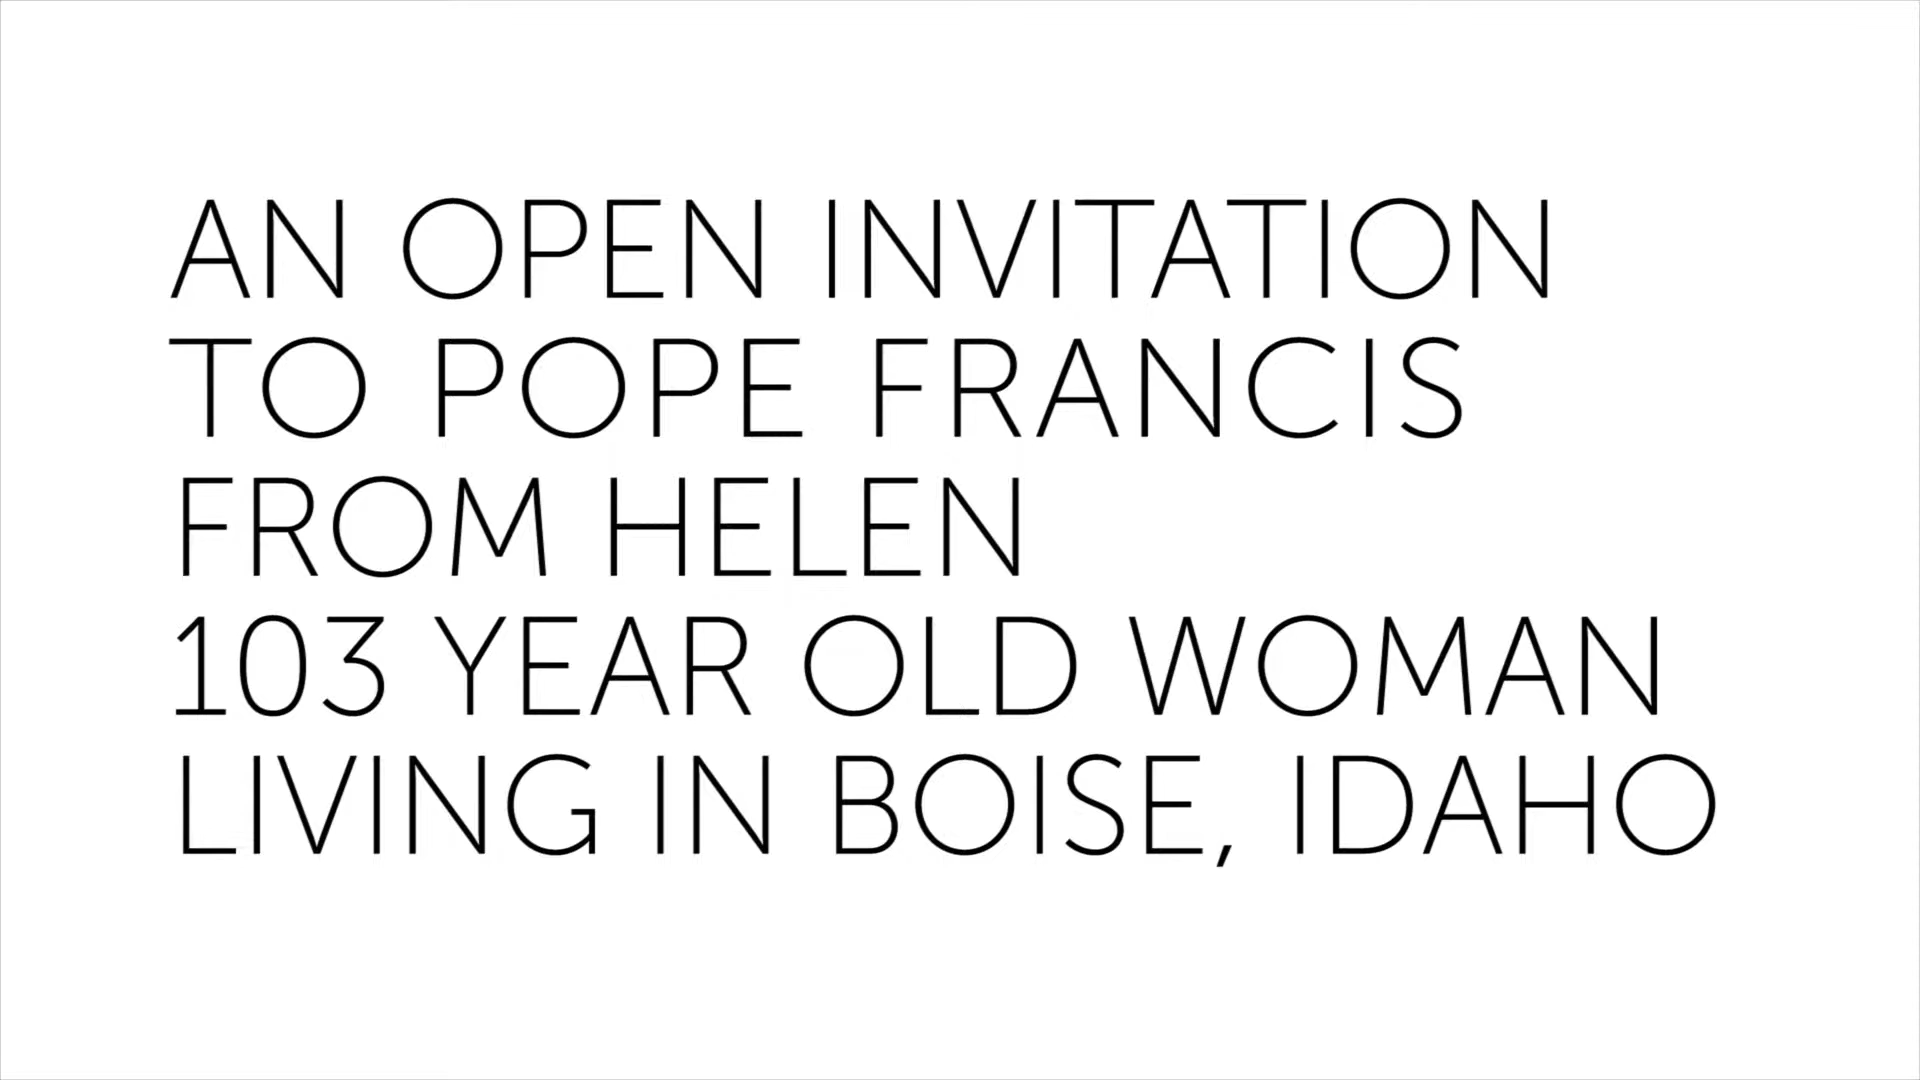 AN OPEN INVITATION
TO POPE FRANCIS
FROM HELEN
103 YEAR OLD WOMAN
LIVING IN BOISE, IDAHO